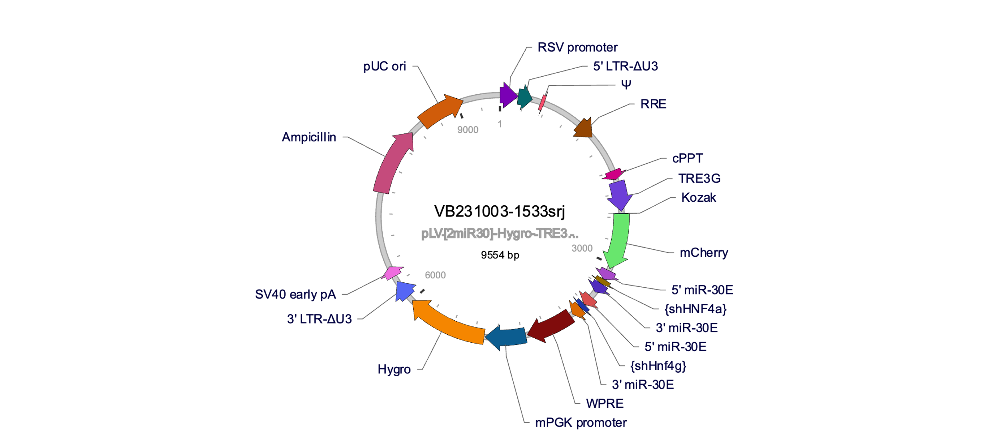 RSV promoter
5' LTR-ΔU3
Ψ
RRE
cPPT
TRE3G
Kozak
mCherry
5' miR-30E
{shHNF4a}
3' miR-30E
5' miR-30E
{shHnf4g}
3' miR-30E
WPRE
mPGK promoter
Hygro
3' LTR-ΔU3
SV40 early pA
Ampicillin
pUC ori
9000
1
3000
6000
VB231003-1533srj
pLV-[2miR30]-Hygro-TRE3...
9554 bp